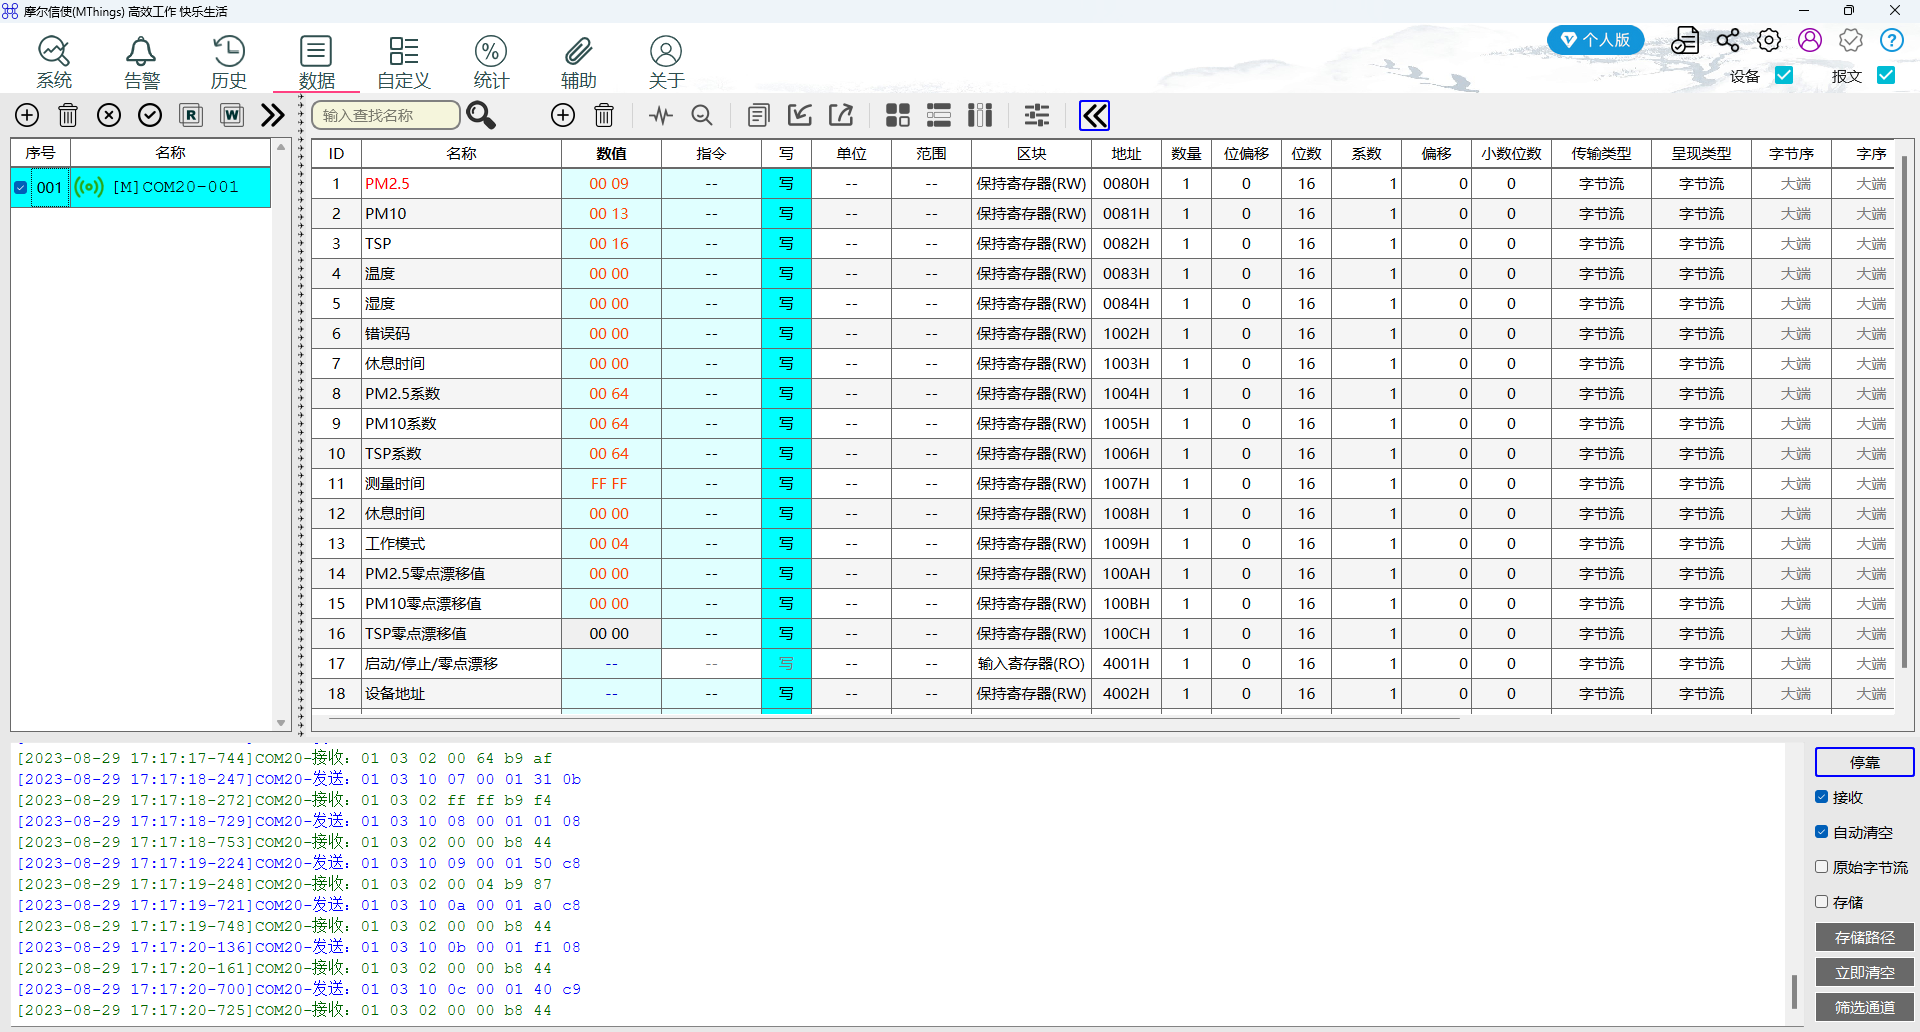 摩尔信使(MThings) 高效工作 快乐生活
系统 告警 历史 数据 自定义 统计 辅助 关于
个人版
设备 报文
R W 输入查找名称
序号 名称
001 [M]COM20-001
ID 名称 数值 指令 写 单位 范围 区块 地址 数量 位偏移 位数 系数 偏移 小数位数 传输类型 呈现类型 字节序 字序
1 PM2.5 00 09 -- 写 -- -- 保持寄存器(RW) 0080H 1 0 16 1 0 0 字节流 字节流 大端 大端
2 PM10 00 13 -- 写 -- -- 保持寄存器(RW) 0081H 1 0 16 1 0 0 字节流 字节流 大端 大端
3 TSP 00 16 -- 写 -- -- 保持寄存器(RW) 0082H 1 0 16 1 0 0 字节流 字节流 大端 大端
4 温度 00 00 -- 写 -- -- 保持寄存器(RW) 0083H 1 0 16 1 0 0 字节流 字节流 大端 大端
5 湿度 00 00 -- 写 -- -- 保持寄存器(RW) 0084H 1 0 16 1 0 0 字节流 字节流 大端 大端
6 错误码 00 00 -- 写 -- -- 保持寄存器(RW) 1002H 1 0 16 1 0 0 字节流 字节流 大端 大端
7 休息时间 00 00 -- 写 -- -- 保持寄存器(RW) 1003H 1 0 16 1 0 0 字节流 字节流 大端 大端
8 PM2.5系数 00 64 -- 写 -- -- 保持寄存器(RW) 1004H 1 0 16 1 0 0 字节流 字节流 大端 大端
9 PM10系数 00 64 -- 写 -- -- 保持寄存器(RW) 1005H 1 0 16 1 0 0 字节流 字节流 大端 大端
10 TSP系数 00 64 -- 写 -- -- 保持寄存器(RW) 1006H 1 0 16 1 0 0 字节流 字节流 大端 大端
11 测量时间 FF FF -- 写 -- -- 保持寄存器(RW) 1007H 1 0 16 1 0 0 字节流 字节流 大端 大端
12 休息时间 00 00 -- 写 -- -- 保持寄存器(RW) 1008H 1 0 16 1 0 0 字节流 字节流 大端 大端
13 工作模式 00 04 -- 写 -- -- 保持寄存器(RW) 1009H 1 0 16 1 0 0 字节流 字节流 大端 大端
14 PM2.5零点漂移值 00 00 -- 写 -- -- 保持寄存器(RW) 100AH 1 0 16 1 0 0 字节流 字节流 大端 大端
15 PM10零点漂移值 00 00 -- 写 -- -- 保持寄存器(RW) 100BH 1 0 16 1 0 0 字节流 字节流 大端 大端
16 TSP零点漂移值 00 00 -- 写 -- -- 保持寄存器(RW) 100CH 1 0 16 1 0 0 字节流 字节流 大端 大端
17 启动/停止/零点漂移 -- -- 写 -- -- 输入寄存器(RO) 4001H 1 0 16 1 0 0 字节流 字节流 大端 大端
18 设备地址 -- -- 写 -- -- 保持寄存器(RW) 4002H 1 0 16 1 0 0 字节流 字节流 大端 大端
[2023-08-29 17:17:17-744]COM20-接收：01 03 02 00 64 b9 af
[2023-08-29 17:17:18-247]COM20-发送：01 03 10 07 00 01 31 0b
[2023-08-29 17:17:18-272]COM20-接收：01 03 02 ff ff b9 f4
[2023-08-29 17:17:18-729]COM20-发送：01 03 10 08 00 01 01 08
[2023-08-29 17:17:18-753]COM20-接收：01 03 02 00 00 b8 44
[2023-08-29 17:17:19-224]COM20-发送：01 03 10 09 00 01 50 c8
[2023-08-29 17:17:19-248]COM20-接收：01 03 02 00 04 b9 87
[2023-08-29 17:17:19-721]COM20-发送：01 03 10 0a 00 01 a0 c8
[2023-08-29 17:17:19-748]COM20-接收：01 03 02 00 00 b8 44
[2023-08-29 17:17:20-136]COM20-发送：01 03 10 0b 00 01 f1 08
[2023-08-29 17:17:20-161]COM20-接收：01 03 02 00 00 b8 44
[2023-08-29 17:17:20-700]COM20-发送：01 03 10 0c 00 01 40 c9
[2023-08-29 17:17:20-725]COM20-接收：01 03 02 00 00 b8 44
停靠
接收
自动清空
原始字节流
存储
存储路径
立即清空
筛选通道